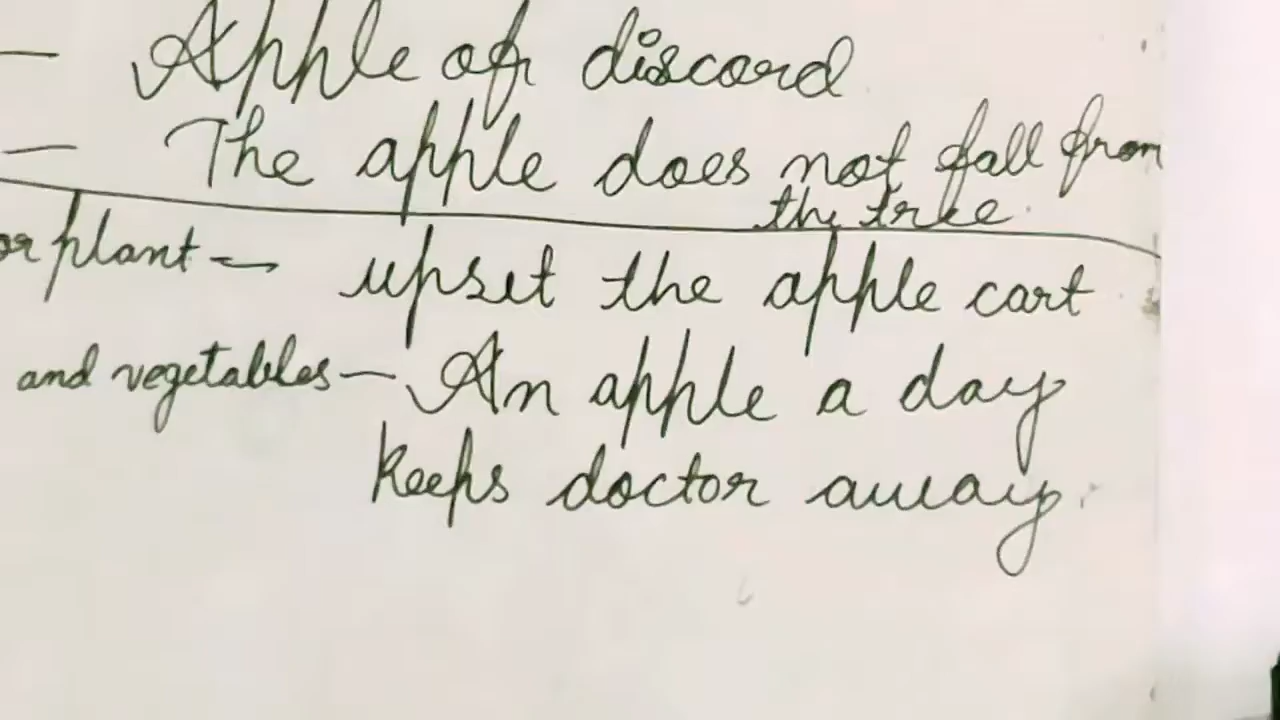 — Apple of discord
— The apple does not fall from
the tree.
or plant — upset the apple cart
and vegetables — An apple a day
keeps doctor away.